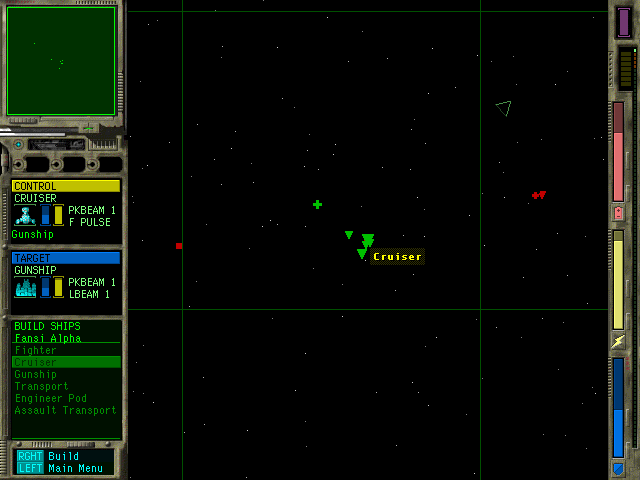 CONTROL
CRUISER
PKBEAM 1
F PULSE
Gunship
TARGET
GUNSHIP
PKBEAM 1
LBEAM 1
BUILD SHIPS
Fansi Alpha
Fighter
Cruiser
Gunship
Transport
Engineer Pod
Assault Transport
RGHT Build
LEFT Main Menu
Cruiser